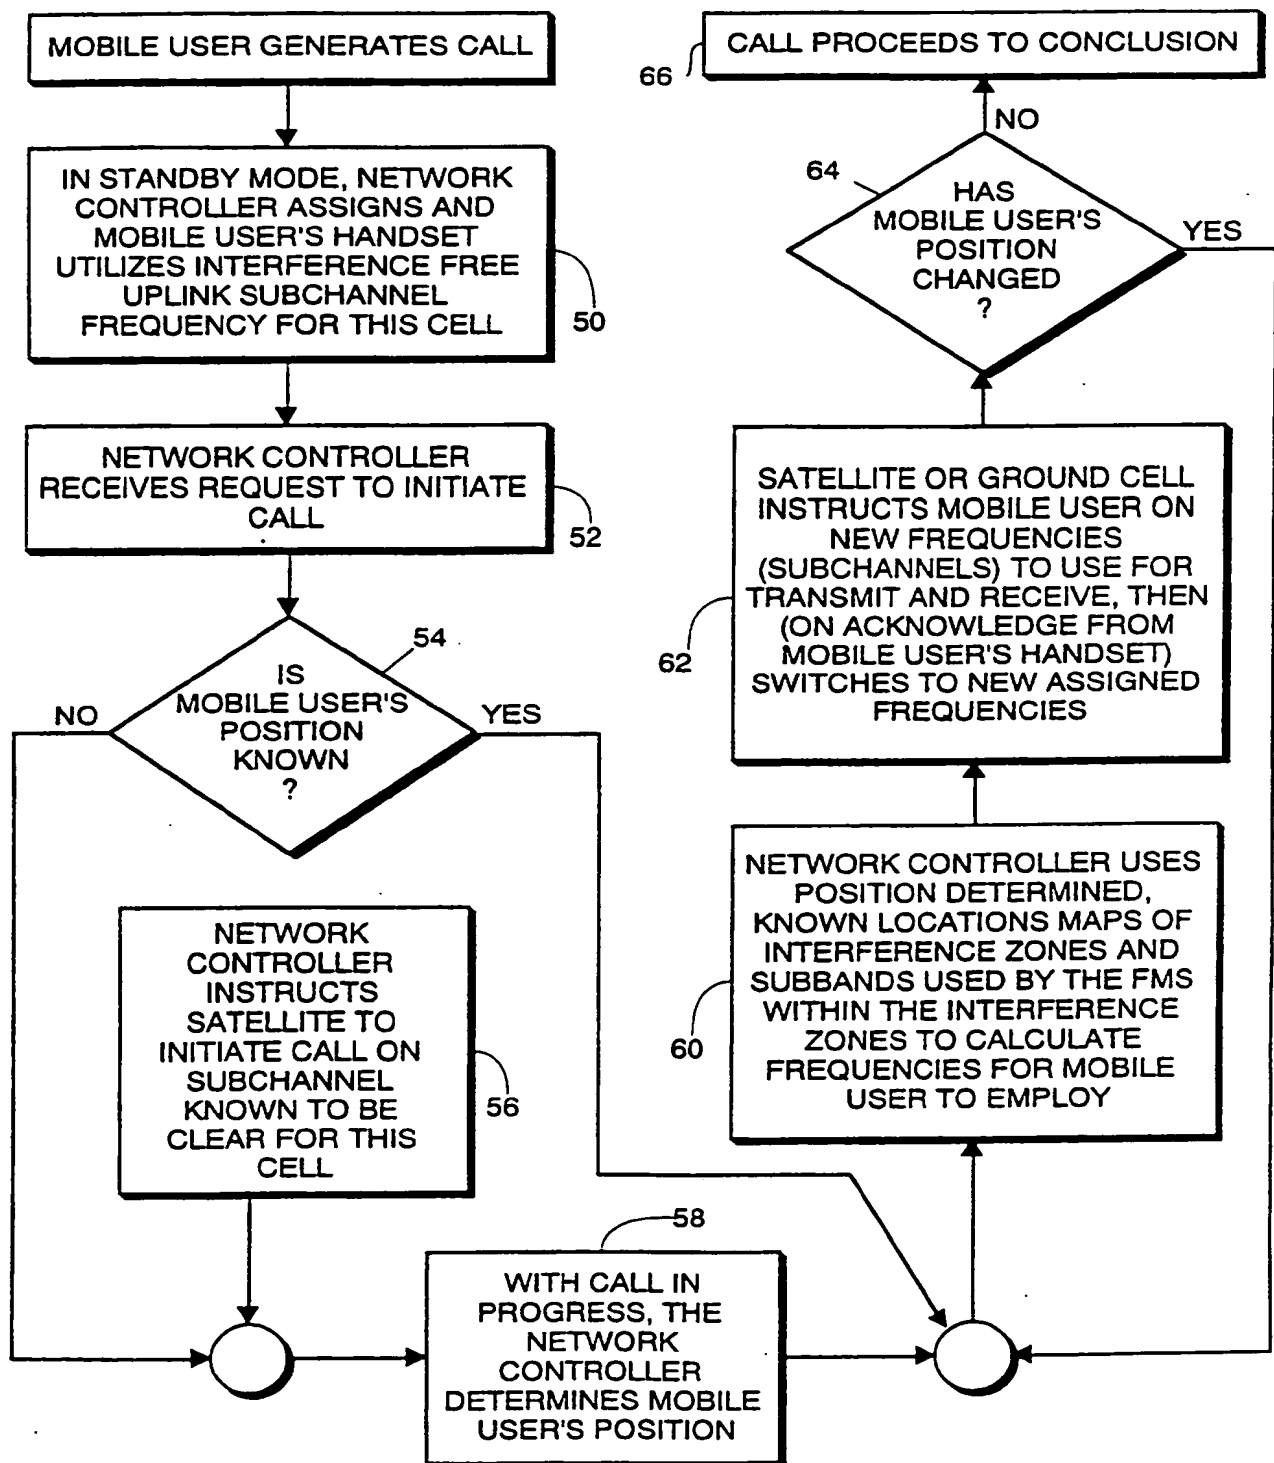 MOBILE USER GENERATES CALL
IN STANDBY MODE, NETWORK
CONTROLLER ASSIGNS AND
MOBILE USER'S HANDSET
UTILIZES INTERFERENCE FREE
UPLINK SUBCHANNEL
FREQUENCY FOR THIS CELL
50
NETWORK CONTROLLER
RECEIVES REQUEST TO INITIATE
CALL
52
54
IS
MOBILE USER'S
POSITION
KNOWN
?
NO
YES
NETWORK
CONTROLLER
INSTRUCTS
SATELLITE TO
INITIATE CALL ON
SUBCHANNEL
KNOWN TO BE
CLEAR FOR THIS
CELL
56
58
WITH CALL IN
PROGRESS, THE
NETWORK
CONTROLLER
DETERMINES MOBILE
USER'S POSITION
NETWORK CONTROLLER USES
POSITION DETERMINED,
KNOWN LOCATIONS MAPS OF
INTERFERENCE ZONES AND
SUBBANDS USED BY THE FMS
WITHIN THE INTERFERENCE
ZONES TO CALCULATE
FREQUENCIES FOR MOBILE
USER TO EMPLOY
60
SATELLITE OR GROUND CELL
INSTRUCTS MOBILE USER ON
NEW FREQUENCIES
(SUBCHANNELS) TO USE FOR
TRANSMIT AND RECEIVE, THEN
(ON ACKNOWLEDGE FROM
MOBILE USER'S HANDSET)
SWITCHES TO NEW ASSIGNED
FREQUENCIES
62
64
HAS
MOBILE USER'S
POSITION
CHANGED
?
YES
NO
CALL PROCEEDS TO CONCLUSION
66